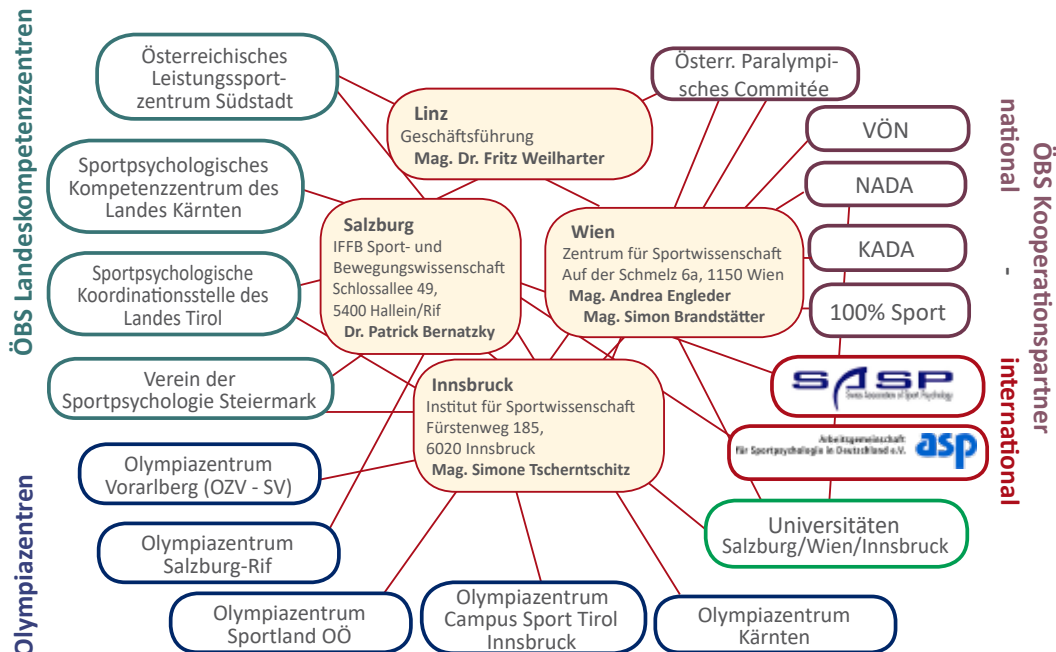 ÖBS Landeskompetenzzentren
Österreichisches
Leistungssport-
zentrum Südstadt
Sportpsychologisches
Kompetenzzentrum des
Landes Kärnten
Sportpsychologische
Koordinationsstelle des
Landes Tirol
Verein der
Sportpsychologie Steiermark
Linz
Geschäftsführung
Mag. Dr. Fritz Weilharter
Salzburg
IFFB Sport- und
Bewegungswissenschaft
Schlossallee 49,
5400 Hallein/Rif
Dr. Patrick Bernatzky
Wien
Zentrum für Sportwissenschaft
Auf der Schmelz 6a, 1150 Wien
Mag. Andrea Engleder
Mag. Simon Brandstätter
Innsbruck
Institut für Sportwissenschaft
Fürstenweg 185,
6020 Innsbruck
Mag. Simone Tscherntschitz
Österr. Paralympi-
sches Commitée
VÖN
NADA
KADA
100% Sport
SASP
Swiss Association of Sport Psychology
Arbeitsgemeinschaft
für Sportpsychologie in Deutschland e.V.
asp
Universitäten
Salzburg/Wien/Innsbruck
ÖBS Kooperationspartner
national - international
Olympiazentren
Olympiazentrum
Vorarlberg (OZV - SV)
Olympiazentrum
Salzburg-Rif
Olympiazentrum
Sportland OÖ
Olympiazentrum
Campus Sport Tirol
Innsbruck
Olympiazentrum
Kärnten